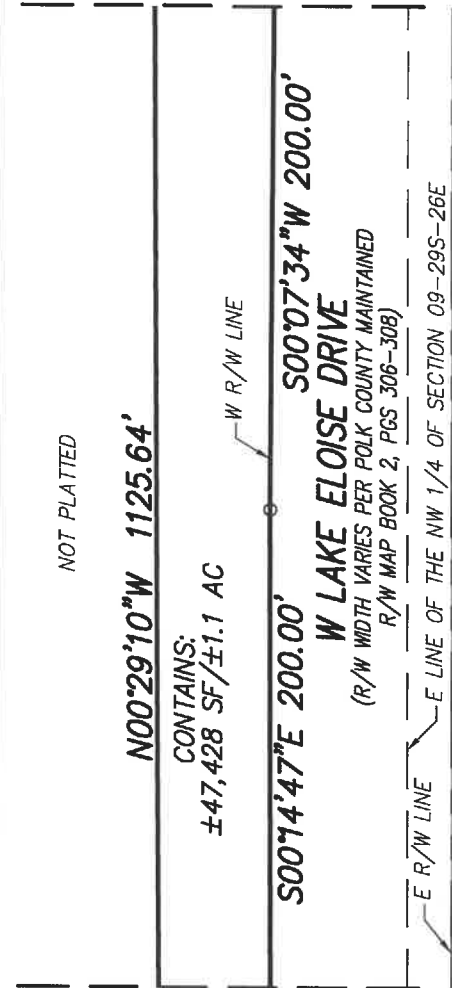 NOT PLATTED
N00°29'10"W 1125.64'
CONTAINS:
±47,428 SF/±1.1 AC
W R/W LINE
S00°14'47"E 200.00'
S00°07'34"W 200.00'
W LAKE ELOISE DRIVE
(R/W WIDTH VARIES PER POLK COUNTY MAINTAINED
R/W MAP BOOK 2, PGS 306-308)
E R/W LINE
E LINE OF THE NW 1/4 OF SECTION 09-29S-26E